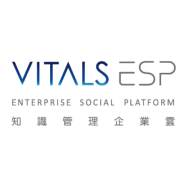 VITALS ESP
ENTERPRISE SOCIAL PLATFORM
知識管理企業雲